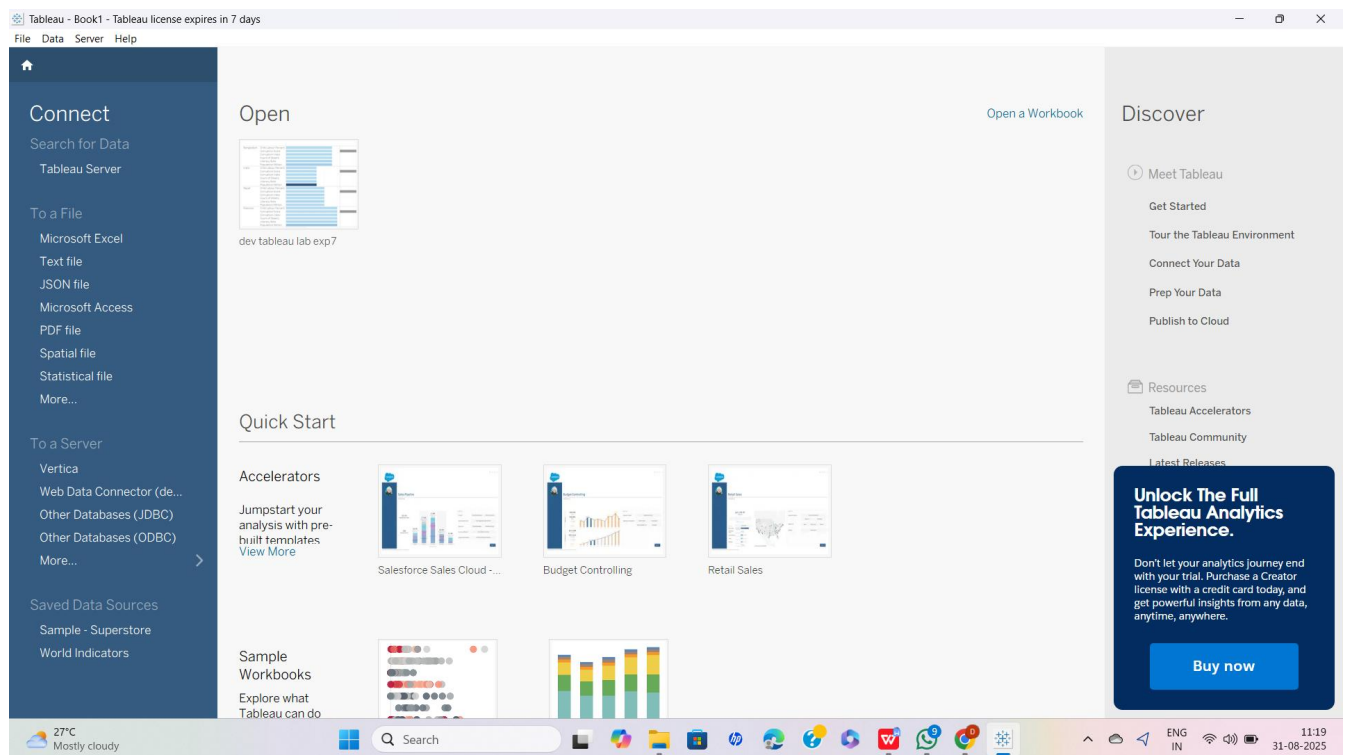 Tableau - Book1 - Tableau license expires in 7 days
File Data Server Help
Connect
Search for Data
Tableau Server
To a File
Microsoft Excel
Text file
JSON file
Microsoft Access
PDF file
Spatial file
Statistical file
More...
To a Server
Vertica
Web Data Connector (de...
Other Databases (JDBC)
Other Databases (ODBC)
More...
Saved Data Sources
Sample - Superstore
World Indicators
Open
Open a Workbook
dev tableau lab exp7
Quick Start
Accelerators
Jumpstart your
analysis with pre-
built templates
View More
Salesforce Sales Cloud -...
Budget Controlling
Retail Sales
Sample
Workbooks
Explore what
Tableau can do
Discover
Meet Tableau
Get Started
Tour the Tableau Environment
Connect Your Data
Prep Your Data
Publish to Cloud
Resources
Tableau Accelerators
Tableau Community
Latest Releases
Unlock The Full
Tableau Analytics
Experience.
Don't let your analytics journey end
with your trial. Purchase a Creator
license with a credit card today, and
get powerful insights from any data,
anytime, anywhere.
Buy now
27°C
Mostly cloudy
Search
9
D
ENG
IN
11:19
31-08-2025